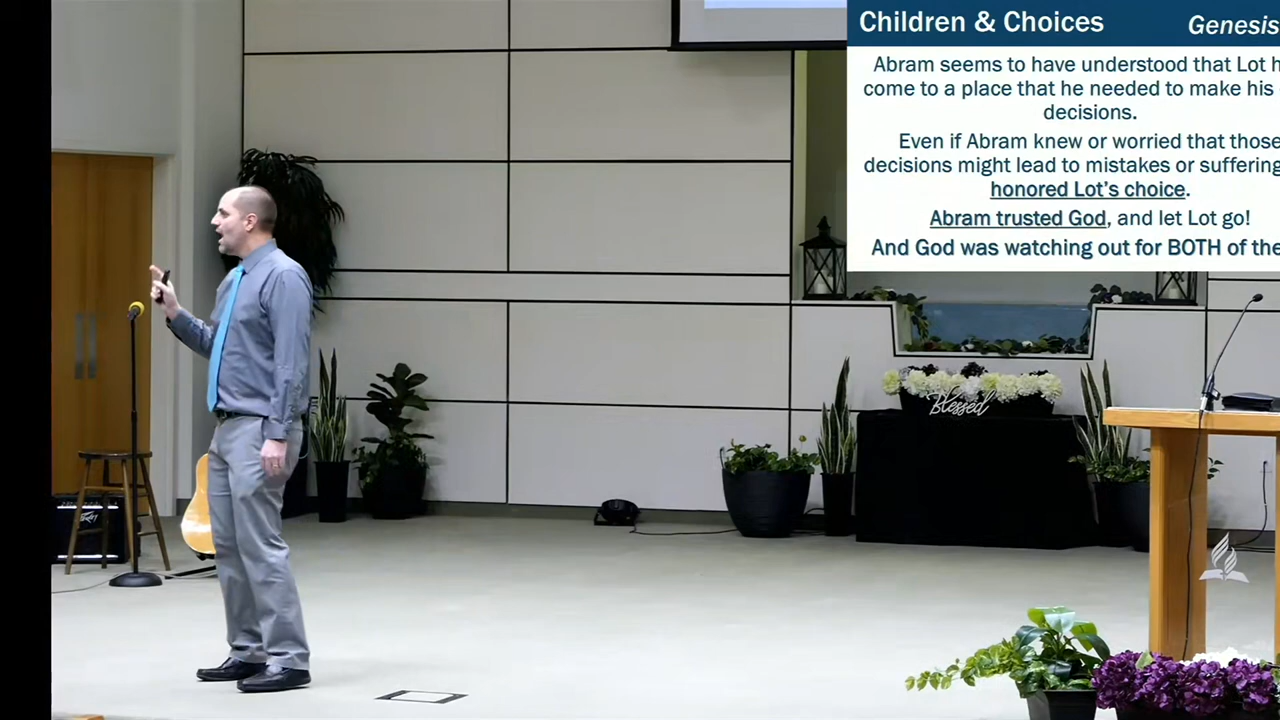 Children & Choices
Genesis
Abram seems to have understood that Lot h
come to a place that he needed to make his
decisions.
Even if Abram knew or worried that those
decisions might lead to mistakes or suffering
honored Lot's choice.
Abram trusted God, and let Lot go!
And God was watching out for BOTH of the
Blessed
PEAVEY